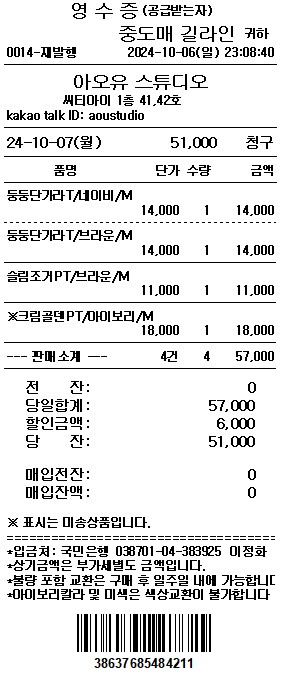 영 수 증 (공급받는자)
중도매 길라인 귀하
0014-재발행 2024-10-06(일) 23:08:40
아오유 스튜디오
씨티아이 1층 41,42호
kakao talk ID: aoustudio
24-10-07(월) 51,000 청구
품명 단가 수량 금액
둥둥단가라T/네이비/M
14,000 1 14,000
둥둥단가라T/브라운/M
14,000 1 14,000
슬림조거PT/브라운/M
11,000 1 11,000
※크림골덴PT/아이보리/M
18,000 1 18,000
--- 판매소계 --- 4건 4 57,000
전 잔: 0
당일합계: 57,000
할인금액: 6,000
당 잔: 51,000
매입전잔: 0
매입잔액: 0
※ 표시는 미송상품입니다.
*입금처: 국민은행 038701-04-383925 이정화
*상기금액은 부가세별도 금액입니다.
*불량 포함 교환은 구매 후 일주일 내에 가능합니다
*아이보리칼라 및 미색은 색상교환이 불가합니다
38637685484211